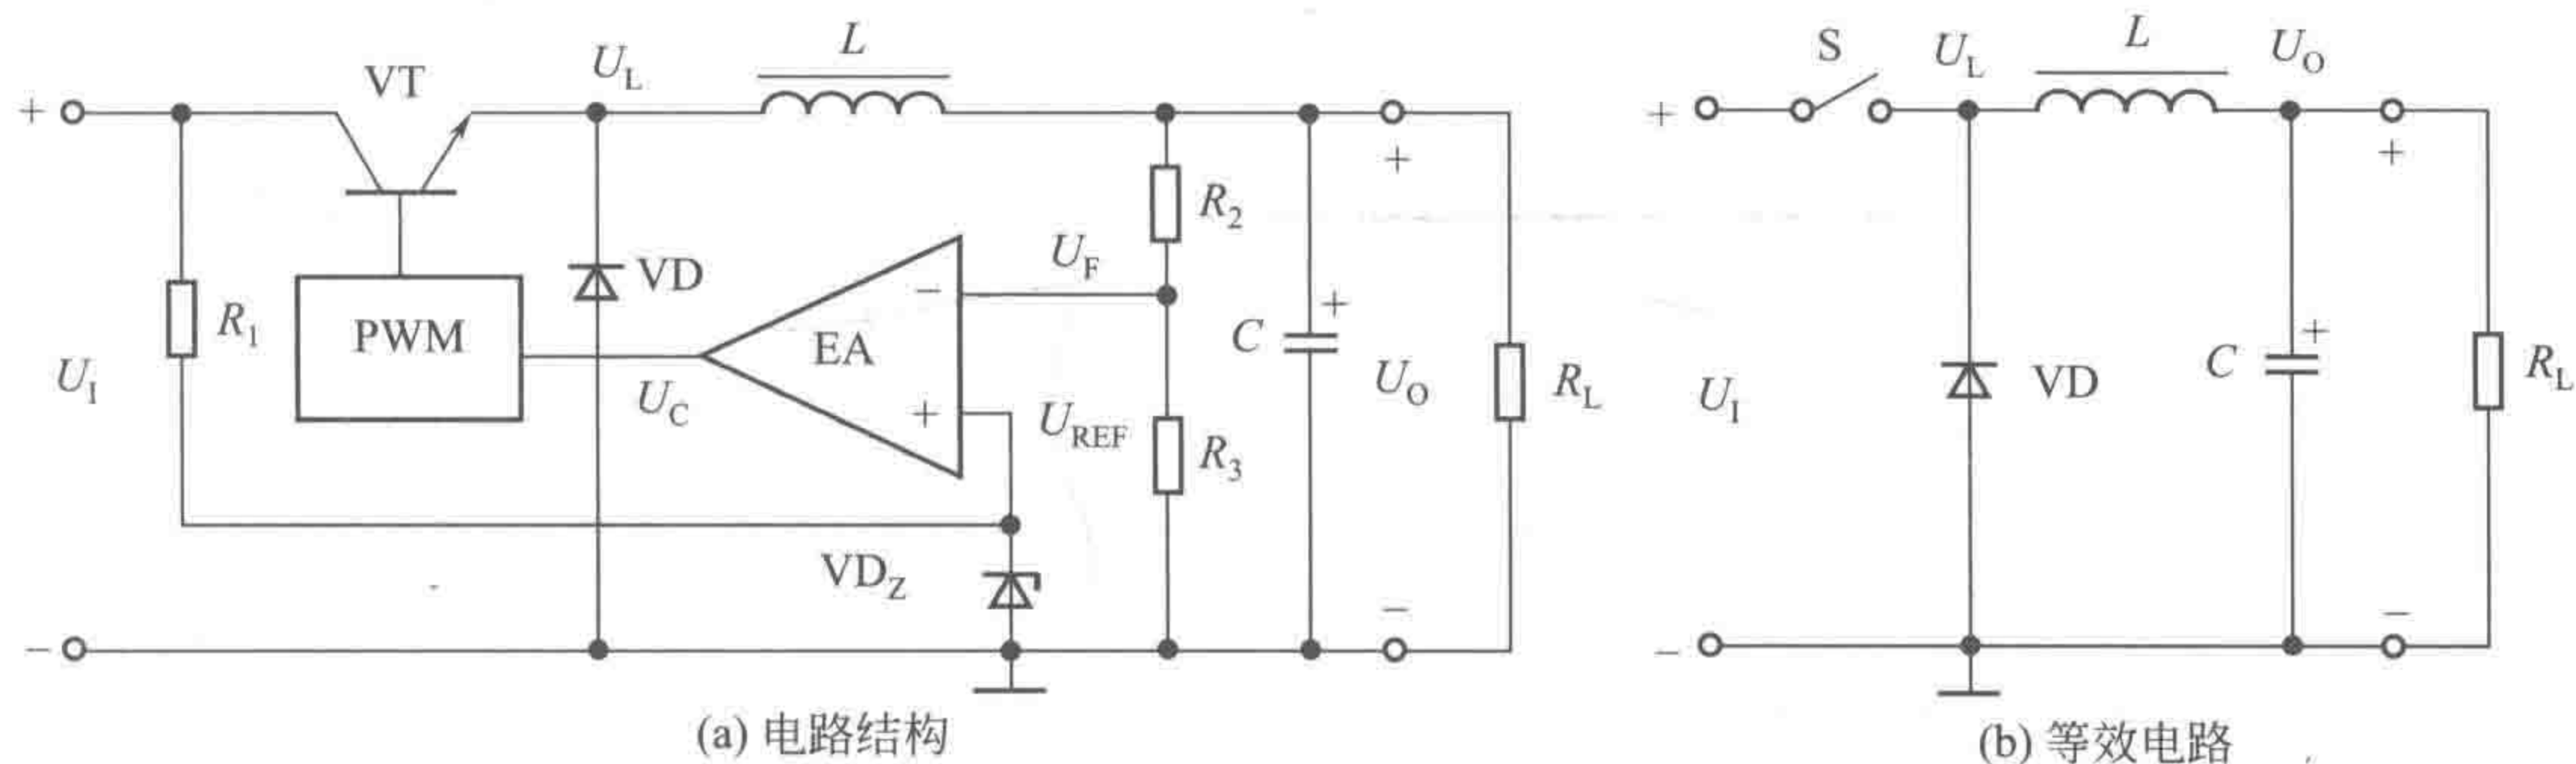 +
VT
U_L
L
R_2
U_F
VD
+
R_1
PWM
−
EA
C
U_I
U_C
+
U_REF
U_O
R_L
R_3
VD_Z
+
−
−
(a) 电路结构
S
U_L
L
U_O
+
+
U_I
VD
C
+
R_L
−
−
(b) 等效电路